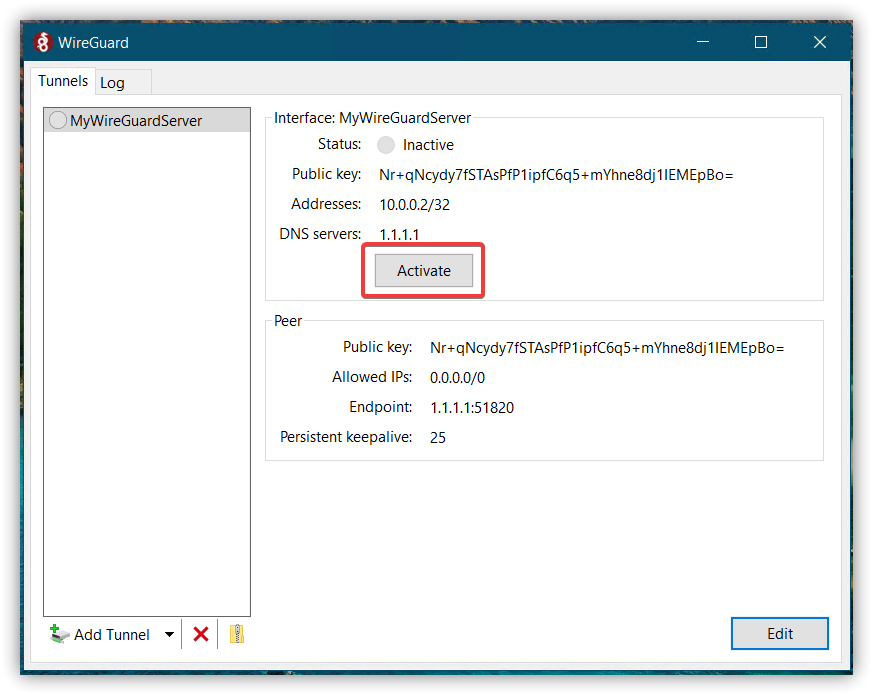 WireGuard
Tunnels Log
MyWireGuardServer
Interface: MyWireGuardServer
Status: Inactive
Public key: Nr+qNcydy7fSTAsPfP1ipfC6q5+mYhne8dj1IEMEpBo=
Addresses: 10.0.0.2/32
DNS servers: 1.1.1.1
Activate
Peer
Public key: Nr+qNcydy7fSTAsPfP1ipfC6q5+mYhne8dj1IEMEpBo=
Allowed IPs: 0.0.0.0/0
Endpoint: 1.1.1.1:51820
Persistent keepalive: 25
Add Tunnel
Edit